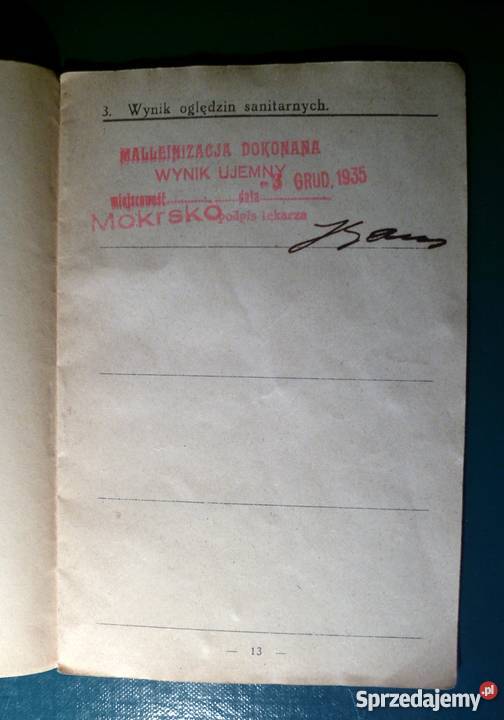 3. Wynik oględzin sanitarnych.
MALLEINIZACJA DOKONANA
WYNIK UJEMNY
-3 GRUD. 1935
miejscowość.............data..............
Mokrsko podpis lekarza
— 13 —
Sprzedajemy.pl